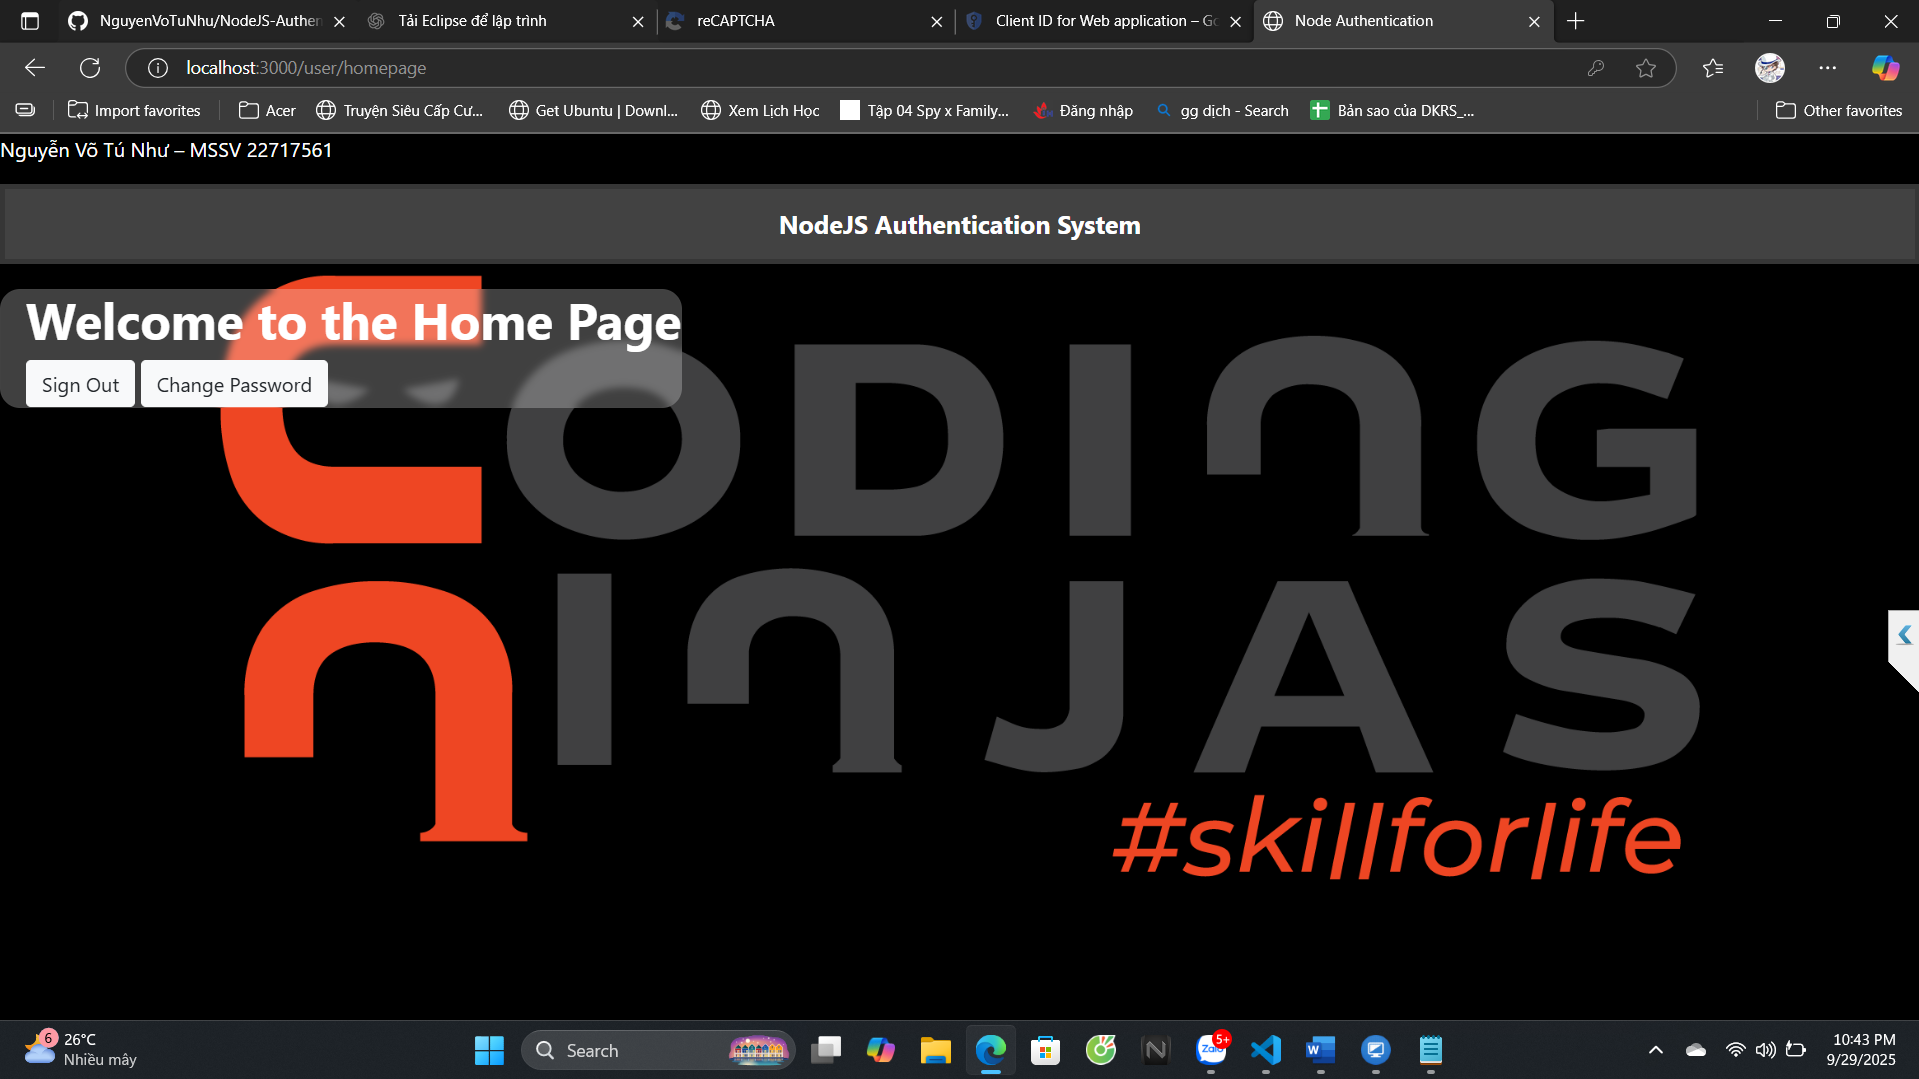 NguyenVoTuNhu/NodeJS-Authen
Tải Eclipse để lập trình
reCAPTCHA
Client ID for Web application – Go
Node Authentication
localhost:3000/user/homepage
Import favorites
Acer
Truyện Siêu Cấp Cư...
Get Ubuntu | Downl...
Xem Lịch Học
Tập 04 Spy x Family...
Đăng nhập
gg dịch - Search
Bản sao của DKRS_...
Other favorites
Nguyễn Võ Tú Như – MSSV 22717561
NodeJS Authentication System
Welcome to the Home Page
Sign Out
Change Password
CODING
NINJAS
#skillforlife
6
26°C
Nhiều mây
Search
Zalo
5+
10:43 PM
9/29/2025